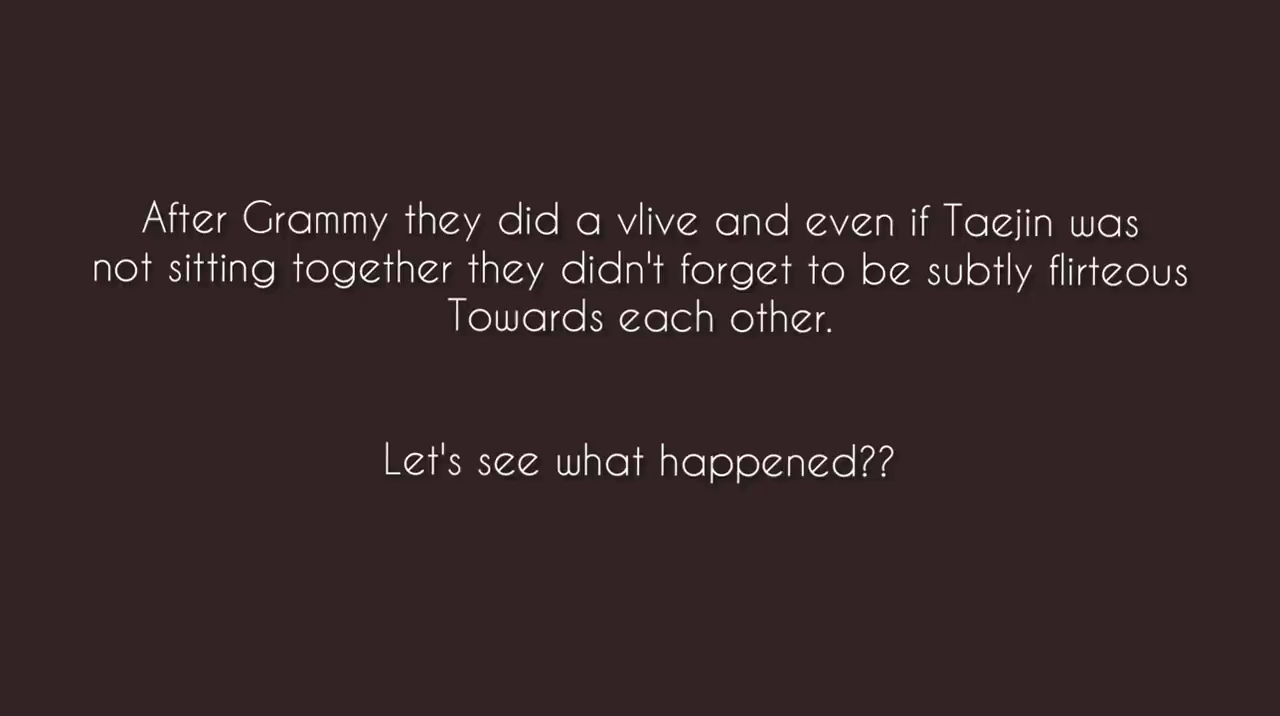 After Grammy they did a vlive and even if Taejin was
not sitting together they didn't forget to be subtly flirteous
Towards each other.
Let's see what happened??